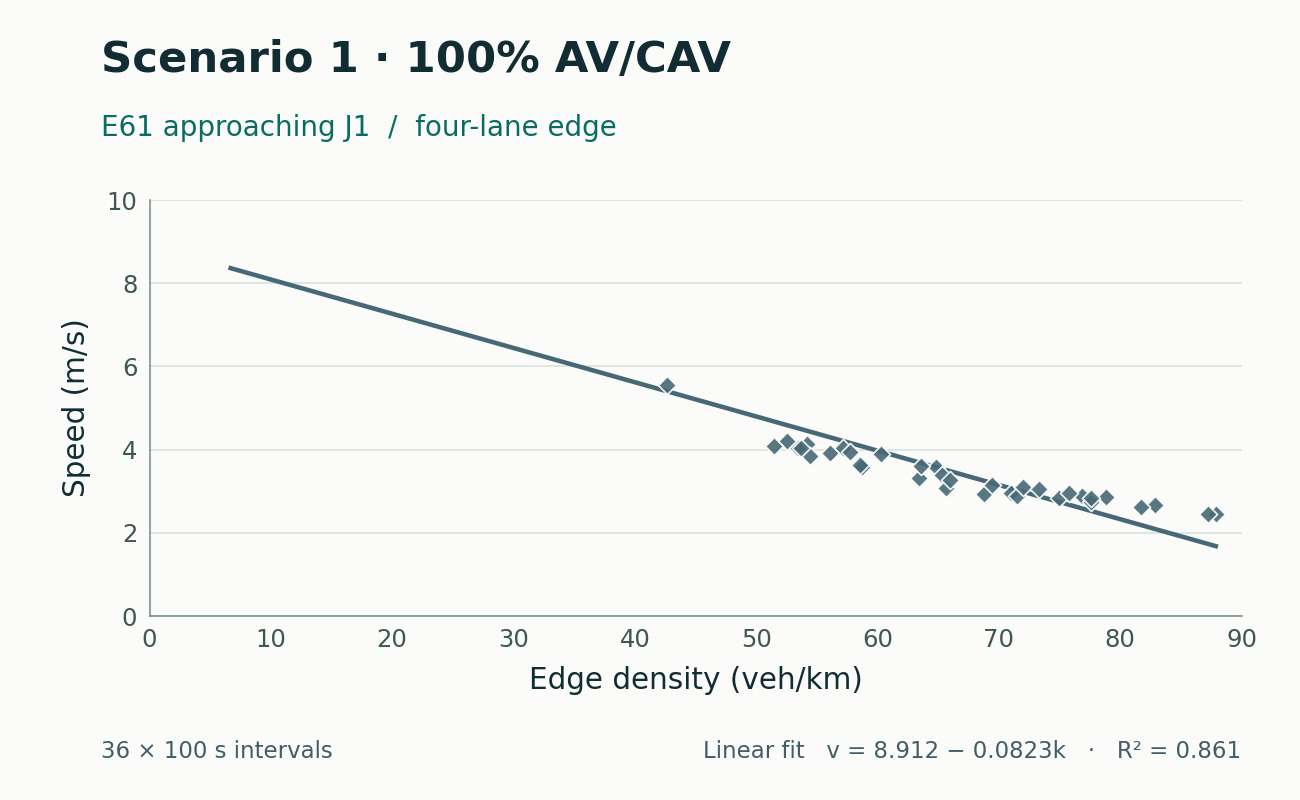 Scenario 1 · 100% AV/CAV
E61 approaching J1 / four-lane edge
10
8
6
4
2
0
Speed (m/s)
0 10 20 30 40 50 60 70 80 90
Edge density (veh/km)
36 × 100 s intervals
Linear fit v = 8.912 − 0.0823k · R² = 0.861